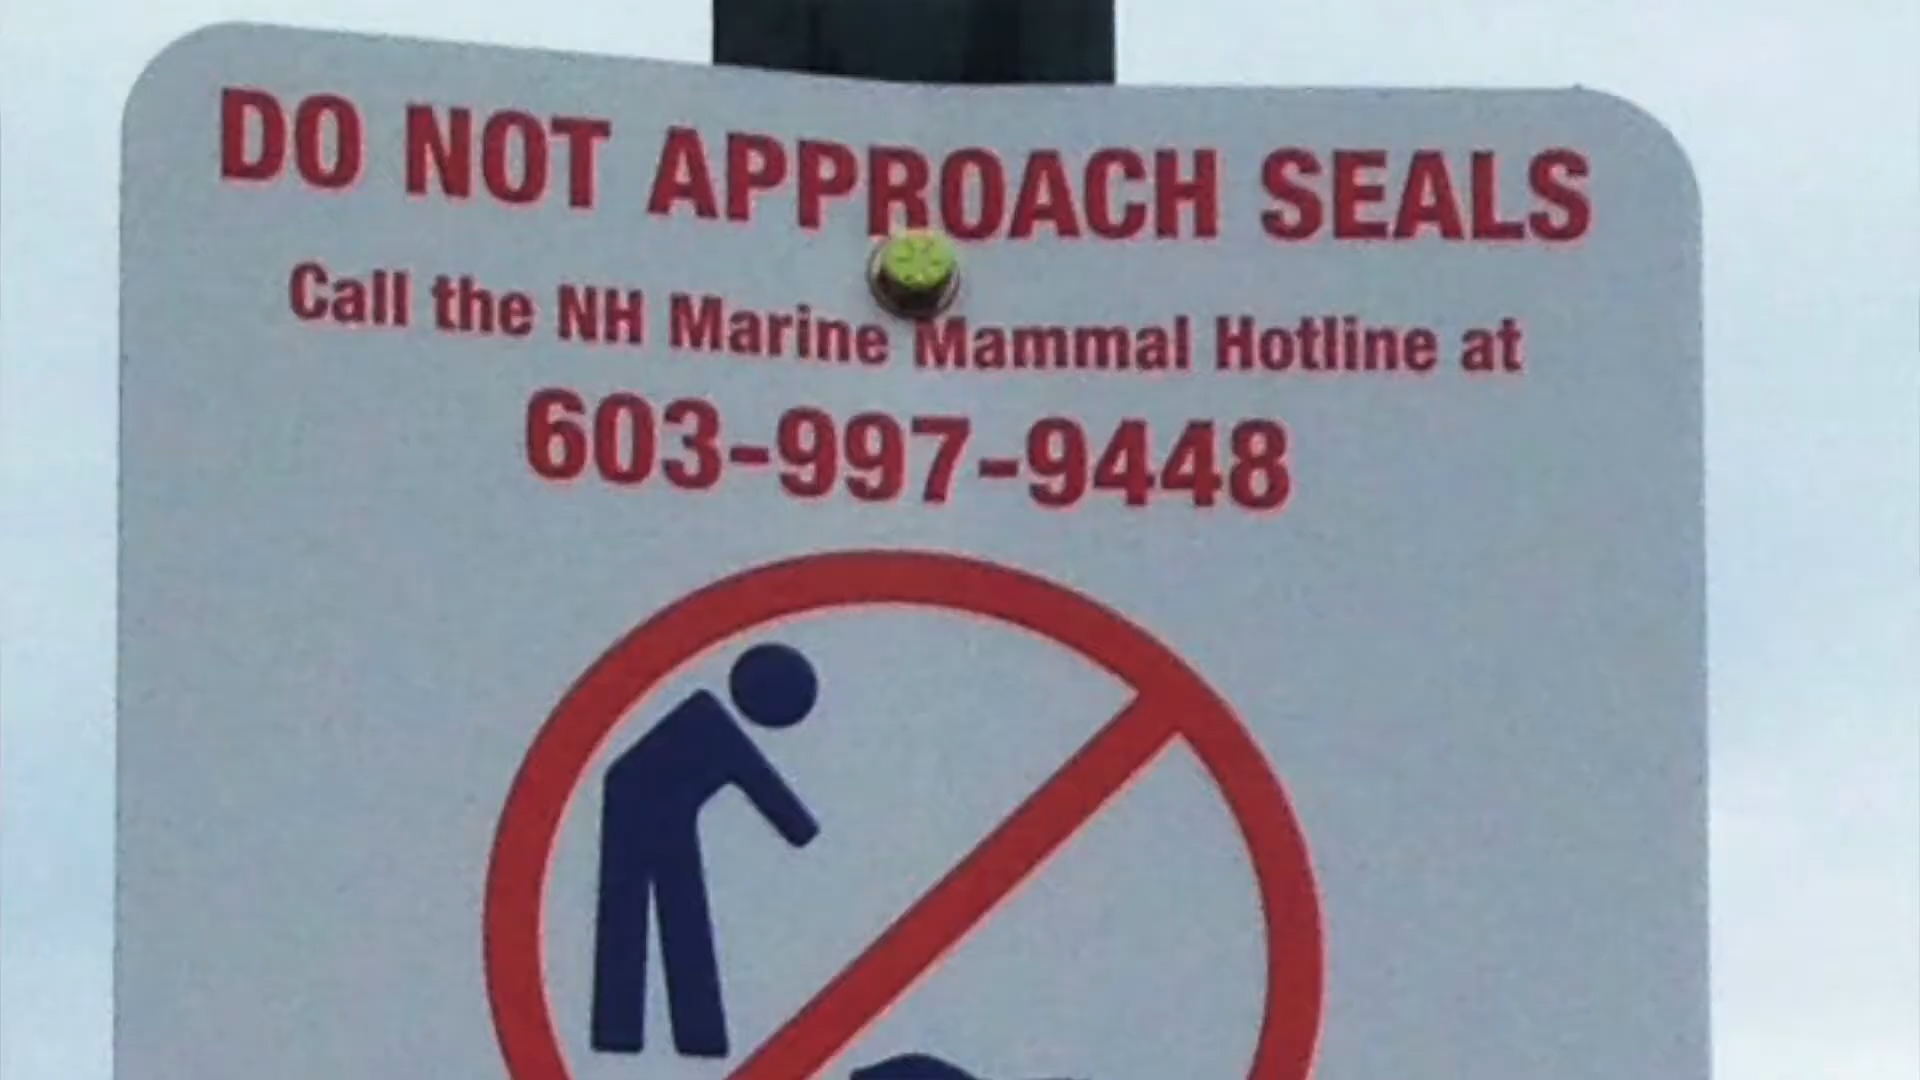 DO NOT APPROACH SEALS
Call the NH Marine Mammal Hotline at
603-997-9448